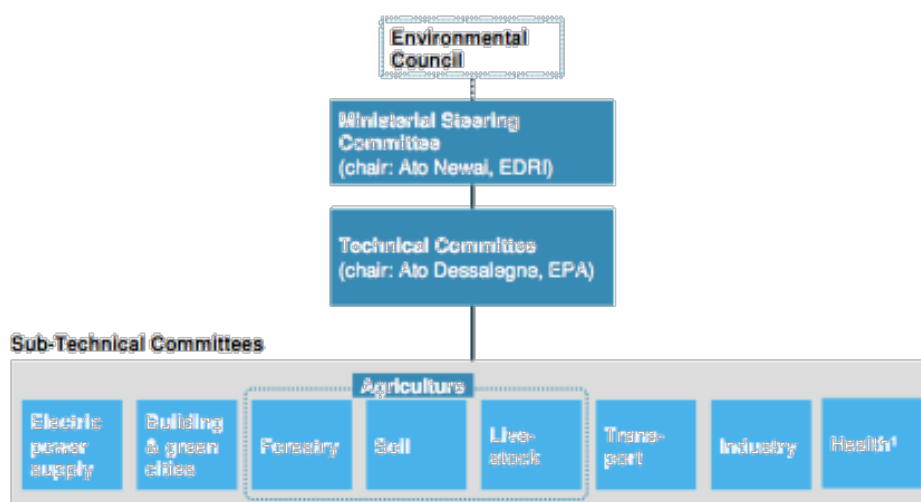 Environmental
Council
Ministerial Steering
Committee
(chair: Ato Newai, EDRI)
Technical Committee
(chair: Ato Dessalegne, EPA)
Sub-Technical Committees
Agriculture
Electric
power
supply
Building
& green
cities
Forestry
Soil
Live-
stock
Trans-
port
Industry
Health¹